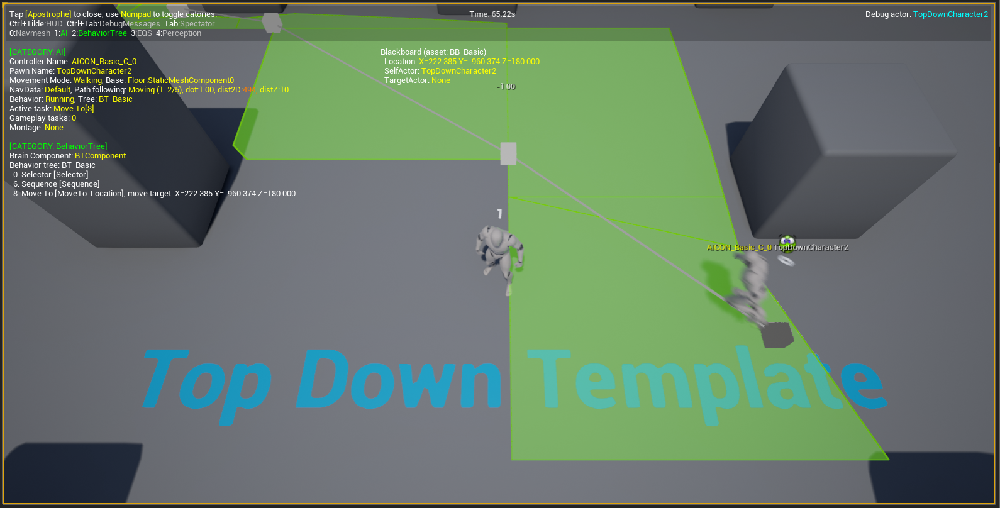 Tap [Apostrophe] to close, use Numpad to toggle catories.
Time: 65.22s
Debug actor: TopDownCharacter2
Ctrl+Tilde:HUD Ctrl+Tab:DebugMessages Tab:Spectator
0:Navmesh 1:AI 2:BehaviorTree 3:EQS 4:Perception
[CATEGORY: AI]
Controller Name: AICON_Basic_C_0
Pawn Name: TopDownCharacter2
Movement Mode: Walking, Base: Floor.StaticMeshComponent0
NavData: Default, Path following: Moving (1..2/5), dot:1.00, dist2D:494, distZ:10
Behavior: Running, Tree: BT_Basic
Active task: Move To[8]
Gameplay tasks: 0
Montage: None
Blackboard (asset: BB_Basic)
Location: X=222.385 Y=-960.374 Z=180.000
SelfActor: TopDownCharacter2
TargetActor: None
-1.00
[CATEGORY: BehaviorTree]
Brain Component: BTComponent
Behavior tree: BT_Basic
0. Selector [Selector]
6. Sequence [Sequence]
8. Move To [MoveTo: Location], move target: X=222.385 Y=-960.374 Z=180.000
1
AICON_Basic_C_0 TopDownCharacter2
Top Down Template